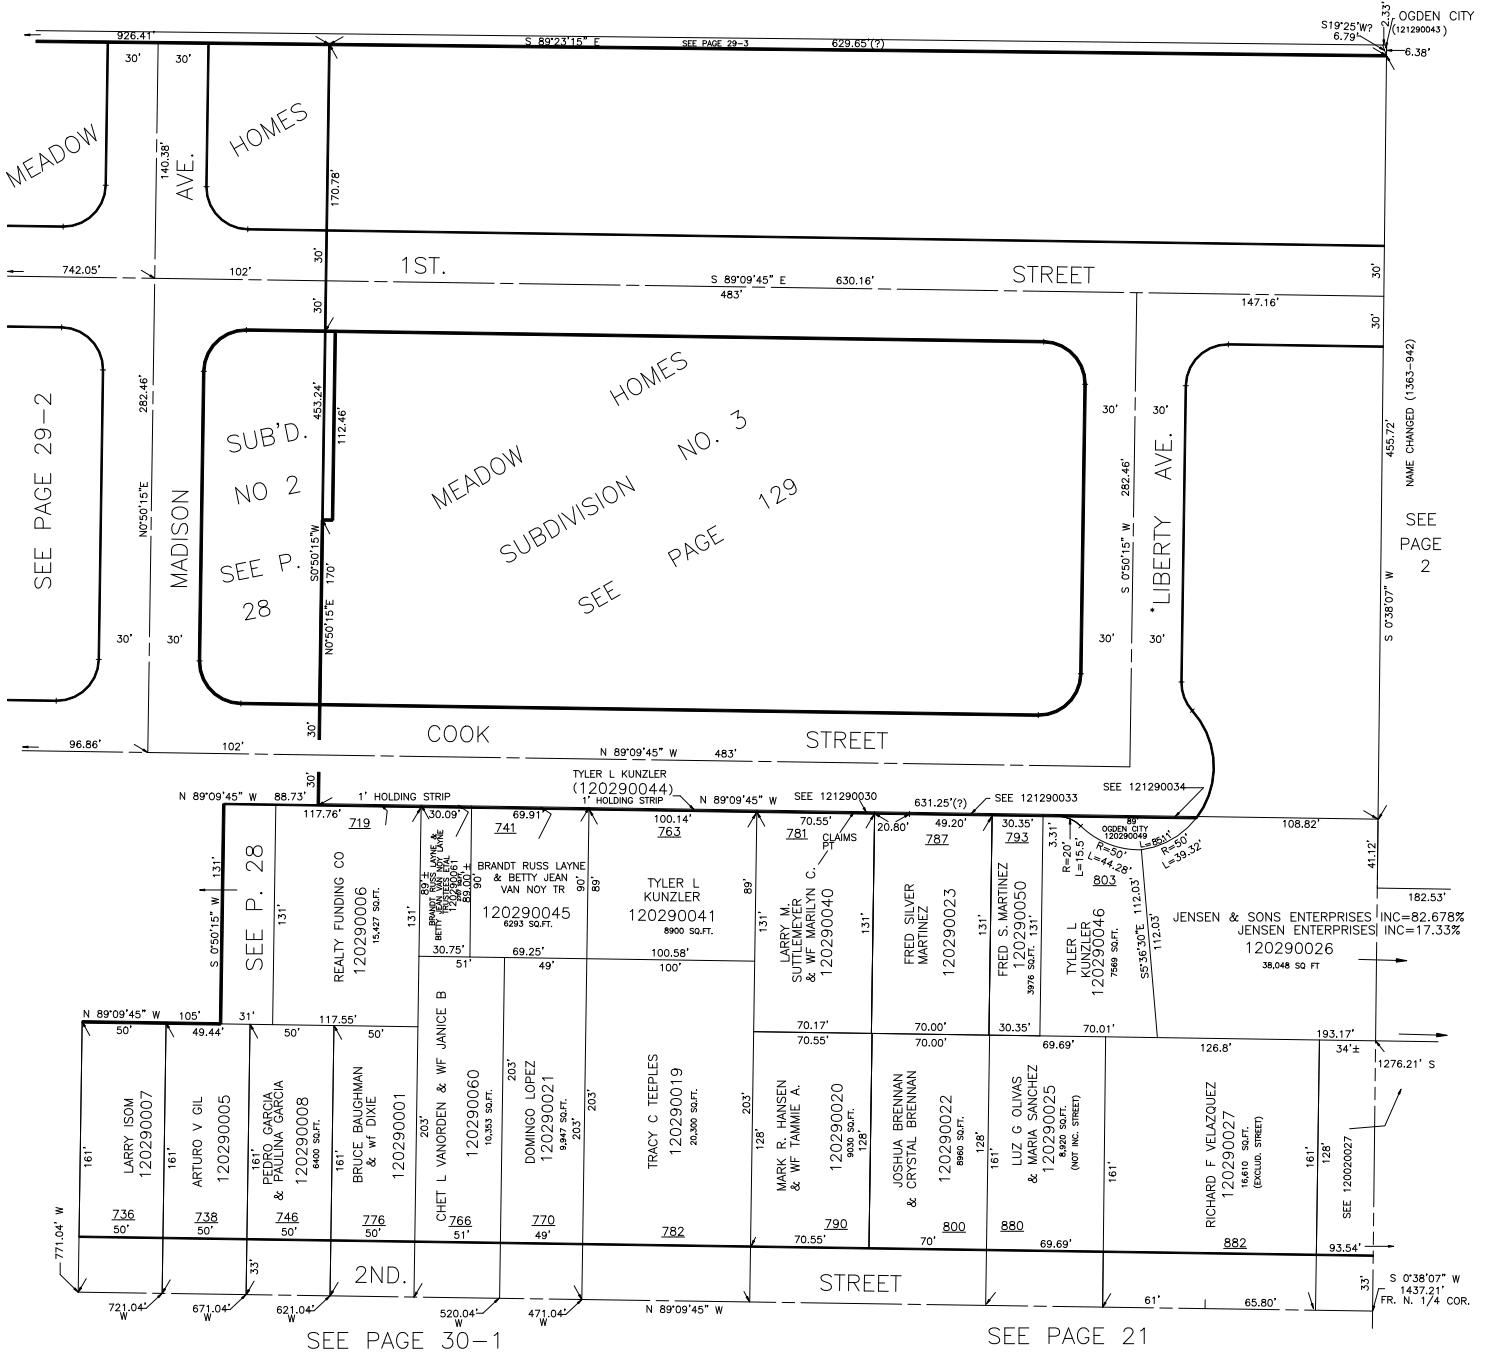 926.41'
S 89°23'15" E
SEE PAGE 29-3
629.65'(?)
S19°25'W?
6.79'
2.33'
OGDEN CITY
(121290043)
6.38'
30'
30'
MEADOW
140.38'
AVE.
HOMES
170.78'
30'
742.05'
102'
1ST.
S 89°09'45" E
630.16'
483'
STREET
147.16'
30'
30'
30'
SEE PAGE 29-2
282.46'
N0°50'15"E
MADISON
30'
30'
SUB'D.
NO 2
SEE P.
28
453.24'
112.46'
S0°50'15"W
170'
N0°50'15"E
MEADOW
HOMES
SUBDIVISION
NO. 3
SEE
PAGE
129
30'
30'
282.46'
S 0°50'15" W
*LIBERTY AVE.
30'
30'
455.72'
S 0°38'07" W
NAME CHANGED (1363-942)
SEE
PAGE
2
30'
COOK
STREET
96.86'
102'
N 89°09'45" W
483'
30'
TYLER L KUNZLER
(120290044)
N 89°09'45" W
88.73'
1' HOLDING STRIP
1' HOLDING STRIP
N 89°09'45" W
SEE 121290030
631.25'(?)
SEE 121290033
SEE 121290034
117.76'
719
30.09'
741
69.91'
100.14'
763
70.55'
781
CLAIMS
PT
20.80'
49.20'
787
30.35'
793
3.31'
89'
OGDEN CITY
120290049
L=85.11'
R=50'
L=39.32'
R=20'
L=15.5'
R=50'
L=44.28'
108.82'
41.12'
182.53'
S 0°50'15" W
131'
SEE P. 28
131'
REALTY FUNDING CO
120290006
15,427 SQ.FT.
131'
89'±
BRANDT RUSS LAYNE &
BETTY JEAN VAN NOY LAYNE
TRUSTEES ETAL
120290061
89.00'±
90'
BRANDT RUSS LAYNE
& BETTY JEAN
VAN NOY TR
120290045
6293 SQ.FT.
90'
89'
TYLER L
KUNZLER
120290041
8900 SQ.FT.
89'
131'
LARRY M.
SUTTLEMEYER
& WF MARILYN C.
120290040
131'
FRED SILVER
MARTINEZ
120290023
131'
FRED S. MARTINEZ
120290050
3976 SQ.FT.
131'
803
TYLER L
KUNZLER
120290046
7569 SQ.FT.
S5°36'30"E
112.03'
112.03'
JENSEN & SONS ENTERPRISES INC=82.678%
JENSEN ENTERPRISES INC=17.33%
120290026
38,048 SQ FT
30.75'
69.25'
100.58'
51'
49'
100'
N 89°09'45" W
105'
31'
117.55'
50'
49.44'
50'
50'
70.17'
70.00'
30.35'
70.01'
193.17'
70.55'
70.00'
69.69'
126.8'
34'±
1276.21' S
161'
LARRY ISOM
120290007
736
50'
161'
ARTURO V GIL
120290005
738
50'
161'
PEDRO GARCIA
& PAULINA GARCIA
120290008
6400 SQ.FT.
746
50'
161'
BRUCE BAUGHMAN
& wf DIXIE
120290001
776
50'
203'
CHET L VANORDEN & WF JANICE B
120290060
10,353 SQ.FT.
766
51'
203'
DOMINGO LOPEZ
120290021
9,947 SQ.FT.
203'
770
49'
203'
TRACY C TEEPLES
120290019
20,300 SQ.FT.
782
203'
128'
MARK R. HANSEN
& WF TAMMIE A.
120290020
9030 SQ.FT.
128'
790
70.55'
JOSHUA BRENNAN
& CRYSTAL BRENNAN
120290022
8960 SQ.FT.
128'
800
70'
161'
LUZ G OLIVAS
& MARIA SANCHEZ
120290025
8,920 SQ.FT.
(NOT INC. STREET)
880
69.69'
161'
RICHARD F VELAZQUEZ
120290027
16,610 SQ.FT.
(EXCLUD. STREET)
882
161'
128'
SEE 120020027
93.54'
771.04' W
33'
2ND.
STREET
33'
721.04'
W
671.04'
W
621.04'
W
520.04'
W
471.04'
W
N 89°09'45" W
61'
65.80'
S 0°38'07" W
1437.21'
FR. N. 1/4 COR.
SEE PAGE 30-1
SEE PAGE 21